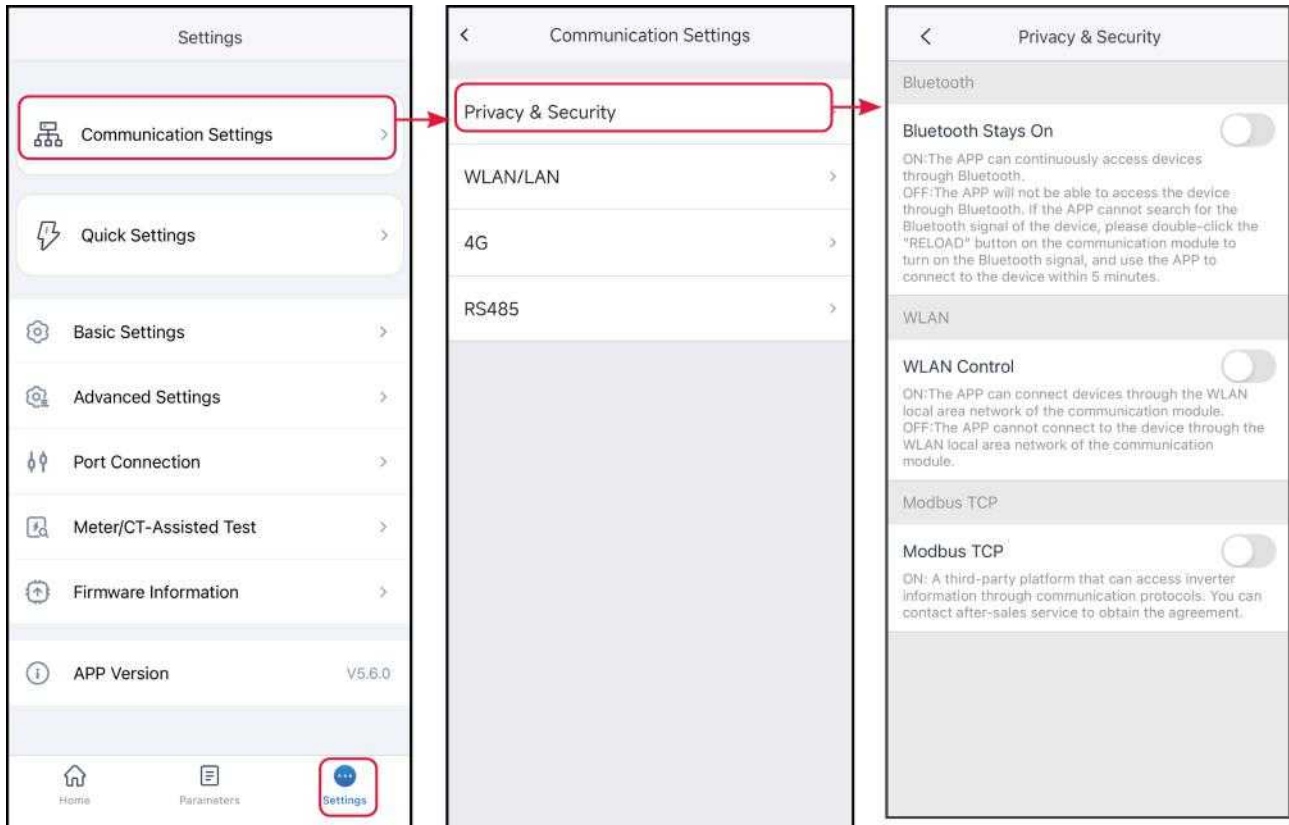 Settings
Communication Settings
Quick Settings
Basic Settings
Advanced Settings
Port Connection
Meter/CT-Assisted Test
Firmware Information
APP Version
V5.6.0
Home
Parameters
Settings
Communication Settings
Privacy & Security
WLAN/LAN
4G
RS485
Privacy & Security
Bluetooth
Bluetooth Stays On
ON:The APP can continuously access devices
through Bluetooth.
OFF:The APP will not be able to access the device
through Bluetooth. If the APP cannot search for the
Bluetooth signal of the device, please double-click the
"RELOAD" button on the communication module to
turn on the Bluetooth signal, and use the APP to
connect to the device within 5 minutes.
WLAN
WLAN Control
ON:The APP can connect devices through the WLAN
local area network of the communication module.
OFF:The APP cannot connect to the device through the
WLAN local area network of the communication
module.
Modbus TCP
Modbus TCP
ON: A third-party platform that can access inverter
information through communication protocols. You can
contact after-sales service to obtain the agreement.